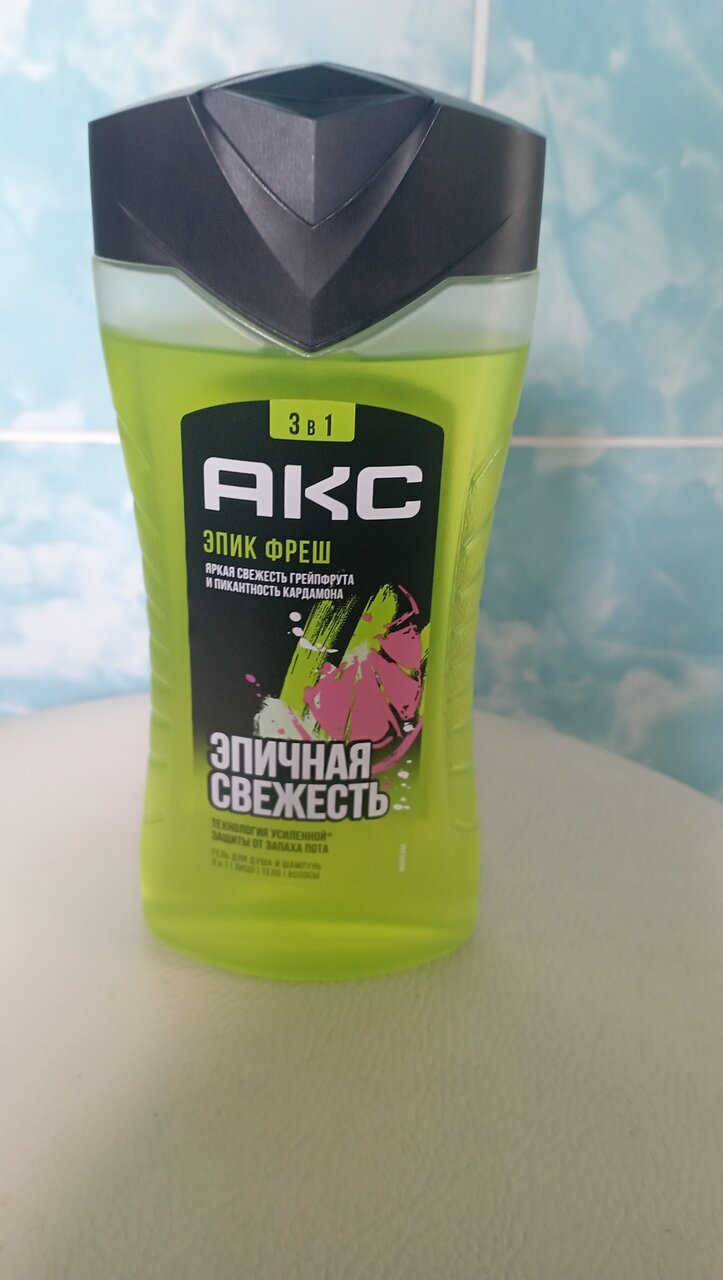 3 в 1
АКС
ЭПИК ФРЕШ
ЯРКАЯ СВЕЖЕСТЬ ГРЕЙПФРУТА
И ПИКАНТНОСТЬ КАРДАМОНА
ЭПИЧНАЯ
СВЕЖЕСТЬ
ТЕХНОЛОГИЯ УСИЛЕННОЙ*
ЗАЩИТЫ ОТ ЗАПАХА ПОТА
ГЕЛЬ ДЛЯ ДУША И ШАМПУНЬ
3 в 1 | ЛИЦО | ТЕЛО | ВОЛОСЫ